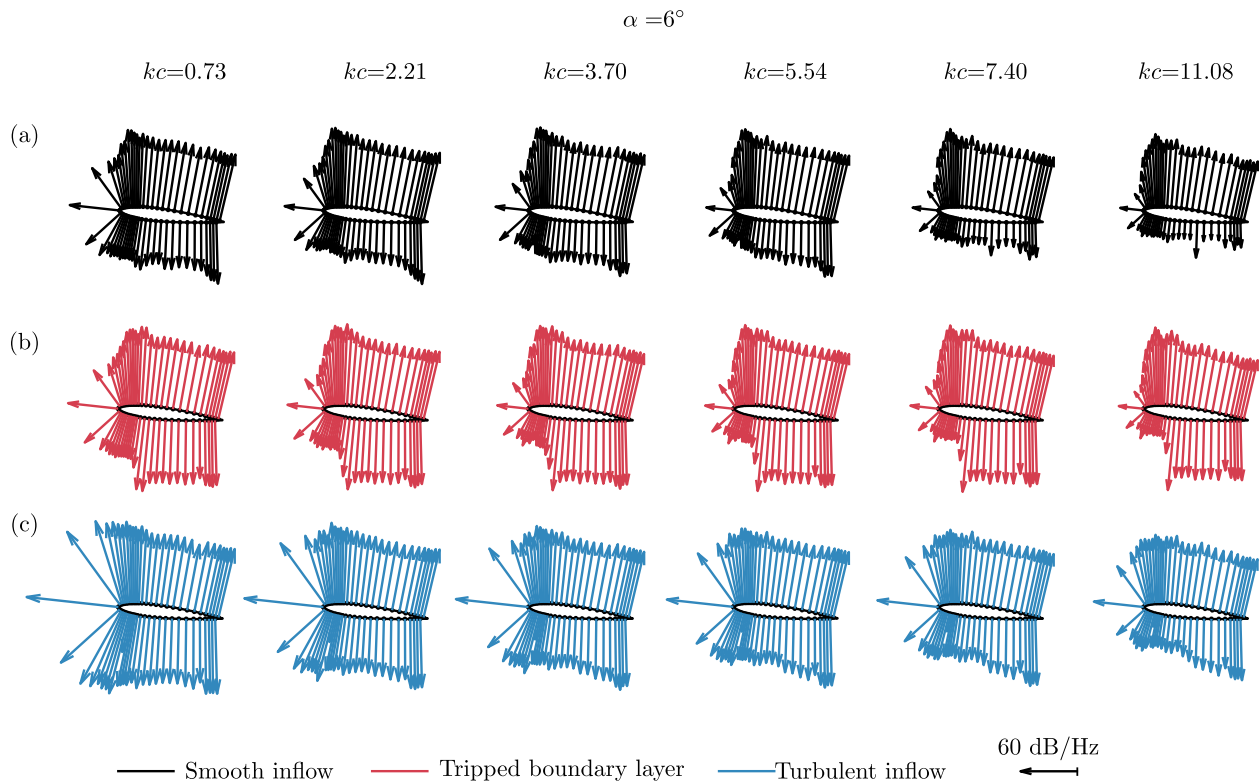 α =6°
kc=0.73 kc=2.21 kc=3.70 kc=5.54 kc=7.40 kc=11.08
(a)
(b)
(c)
60 dB/Hz
Smooth inflow Tripped boundary layer Turbulent inflow